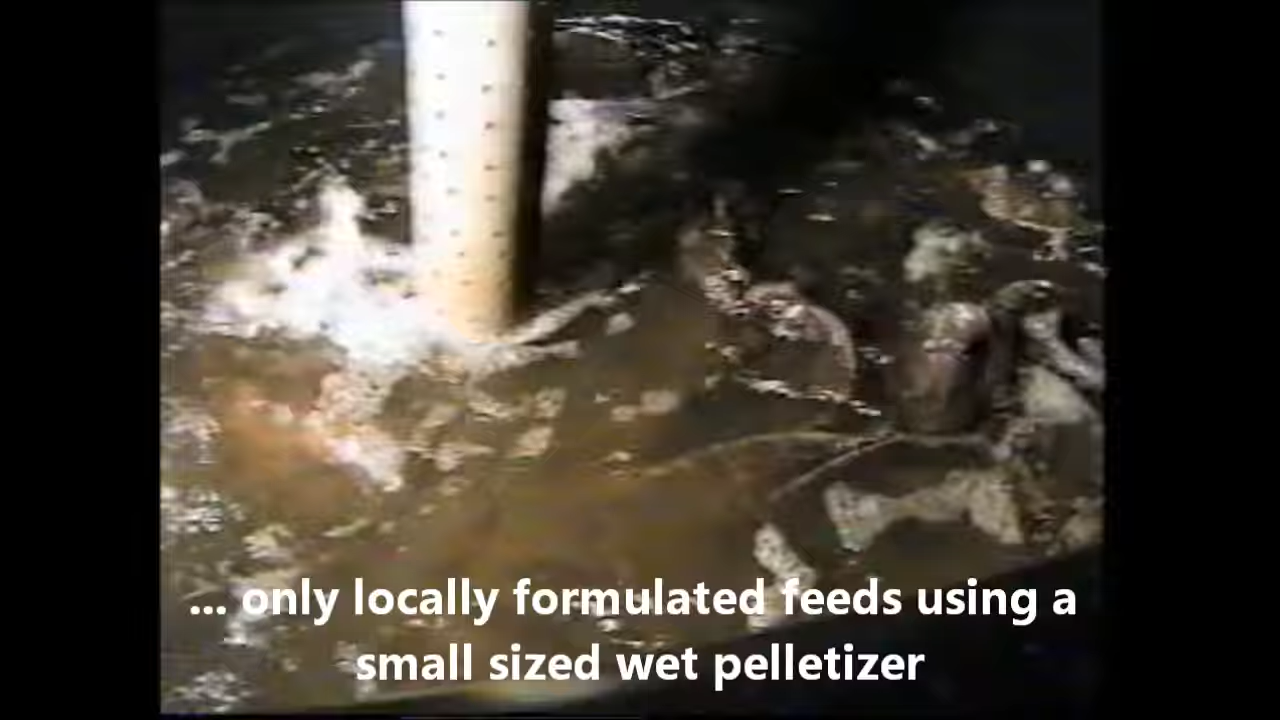 ... only locally formulated feeds using a
small sized wet pelletizer